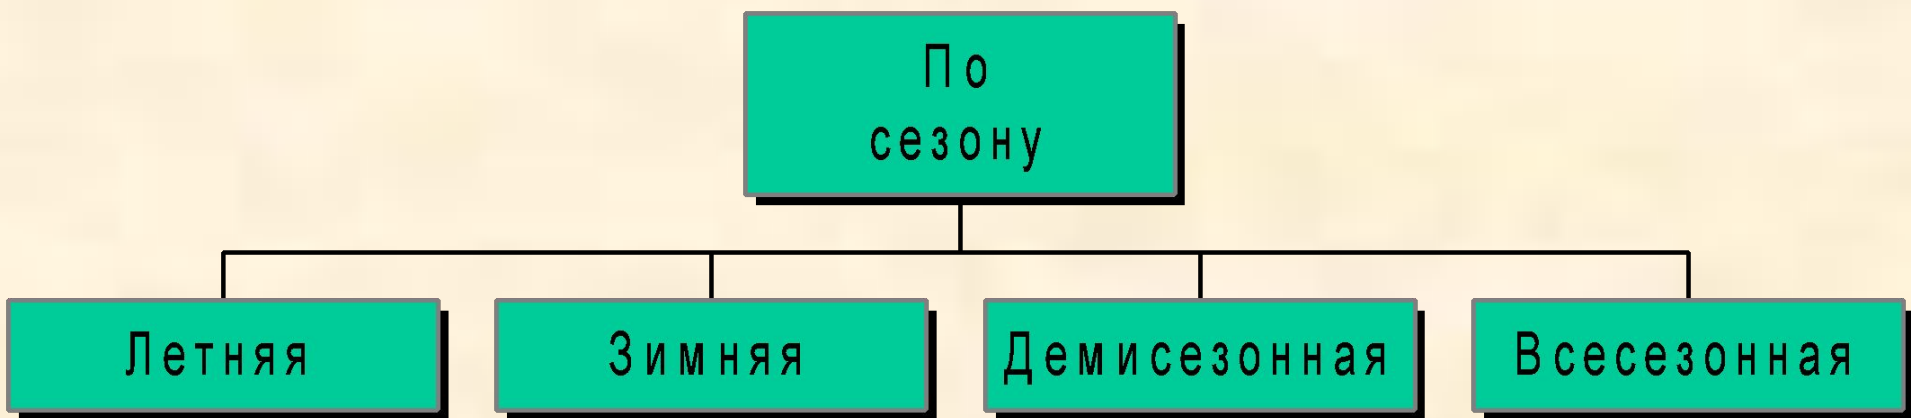 По
сезону
Летняя
Зимняя
Демисезонная
Всесезонная